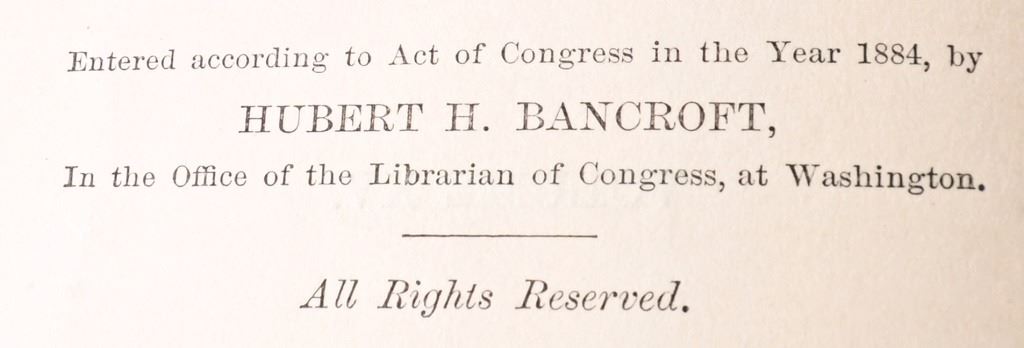 Entered according to Act of Congress in the Year 1884, by
HUBERT H. BANCROFT,
In the Office of the Librarian of Congress, at Washington.
All Rights Reserved.